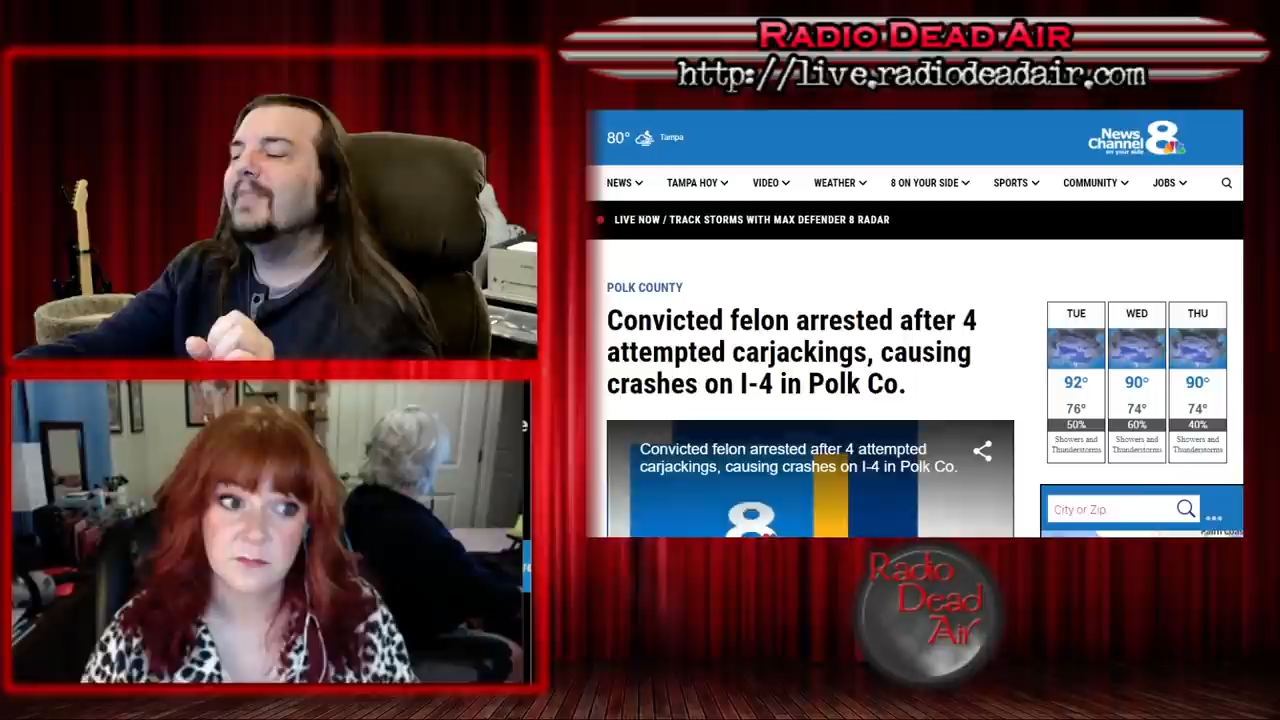 RADIO DEAD AIR
http://live.radiodeadair.com
80°
Tampa
News
Channel 8
on your side
NEWS
TAMPA HOY
VIDEO
WEATHER
8 ON YOUR SIDE
SPORTS
COMMUNITY
JOBS
LIVE NOW / TRACK STORMS WITH MAX DEFENDER 8 RADAR
POLK COUNTY
Convicted felon arrested after 4
attempted carjackings, causing
crashes on I-4 in Polk Co.
TUE
WED
THU
92°
90°
90°
76°
74°
74°
50%
60%
40%
Showers and
Thunderstorms
Showers and
Thunderstorms
Showers and
Thunderstorms
Convicted felon arrested after 4 attempted
carjackings, causing crashes on I-4 in Polk Co.
8
City or Zip
Radio
Dead
Air